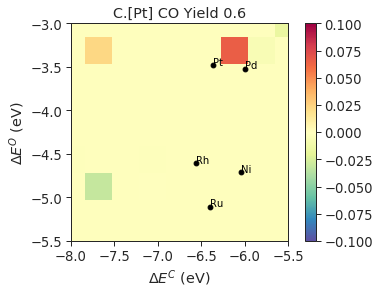 C.[Pt] CO Yield 0.6
−3.0
−3.5
−4.0
−4.5
−5.0
−5.5
ΔE^O (eV)
Pt
Pd
Rh
Ni
Ru
−8.0 −7.5 −7.0 −6.5 −6.0 −5.5
ΔE^C (eV)
0.100
0.075
0.050
0.025
0.000
−0.025
−0.050
−0.075
−0.100